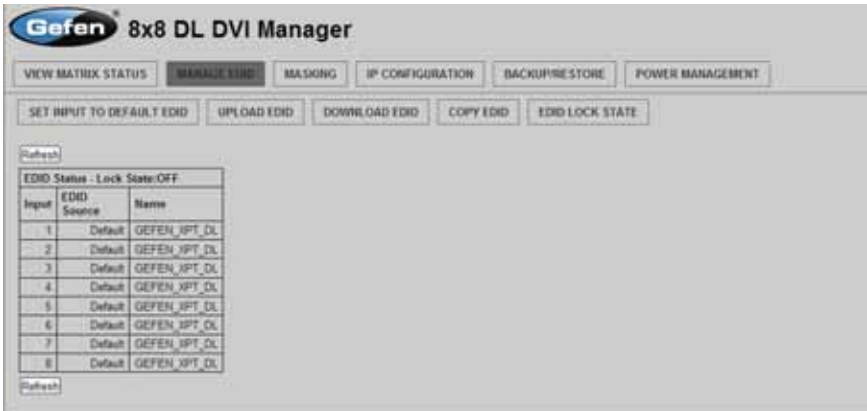 Gefen 8x8 DL DVI Manager
VIEW MATRIX STATUS MANAGE EDID MASKING IP CONFIGURATION BACKUP/RESTORE POWER MANAGEMENT
SET INPUT TO DEFAULT EDID UPLOAD EDID DOWNLOAD EDID COPY EDID EDID LOCK STATE
Refresh
EDID Status - Lock State:OFF
Input EDID Source Name
1 Default GEFEN_XPT_DL
2 Default GEFEN_XPT_DL
3 Default GEFEN_XPT_DL
4 Default GEFEN_XPT_DL
5 Default GEFEN_XPT_DL
6 Default GEFEN_XPT_DL
7 Default GEFEN_XPT_DL
8 Default GEFEN_XPT_DL
Refresh